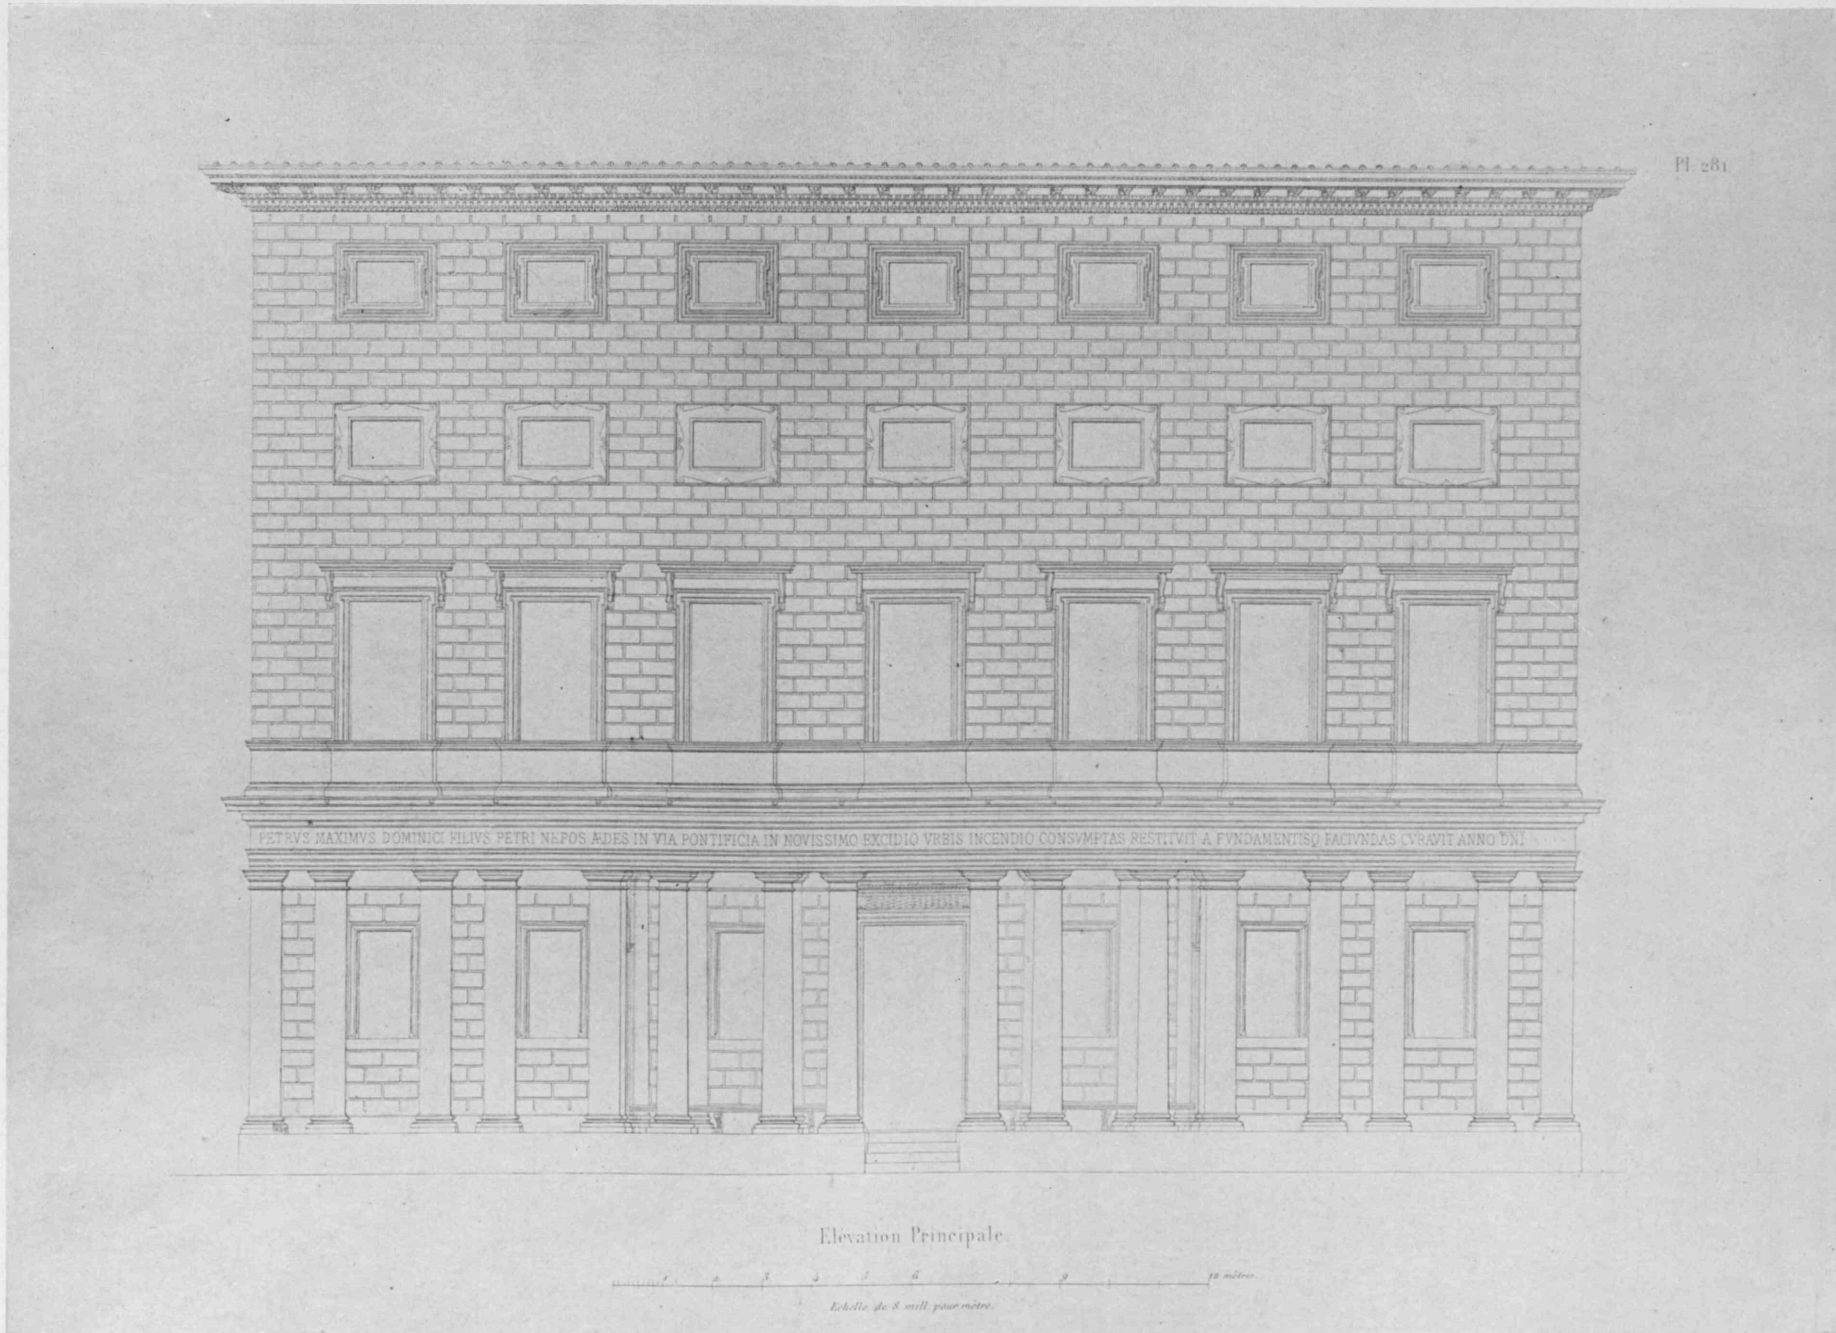 Pl. 281.
PETRVS MAXIMVS DOMINICI FILIVS PETRI NEPOS ÆDES IN VIA PONTIFICIA IN NOVISSIMO EXCIDIO VRBIS INCENDIO CONSVMPTAS RESTITVIT A FVNDAMENTISQ FACIVNDAS CVRAVIT ANNO DNI
Elévation Principale.
1 2 3 4 5 6 9 12 mètres.
Echelle de 8 mill. pour mètre.